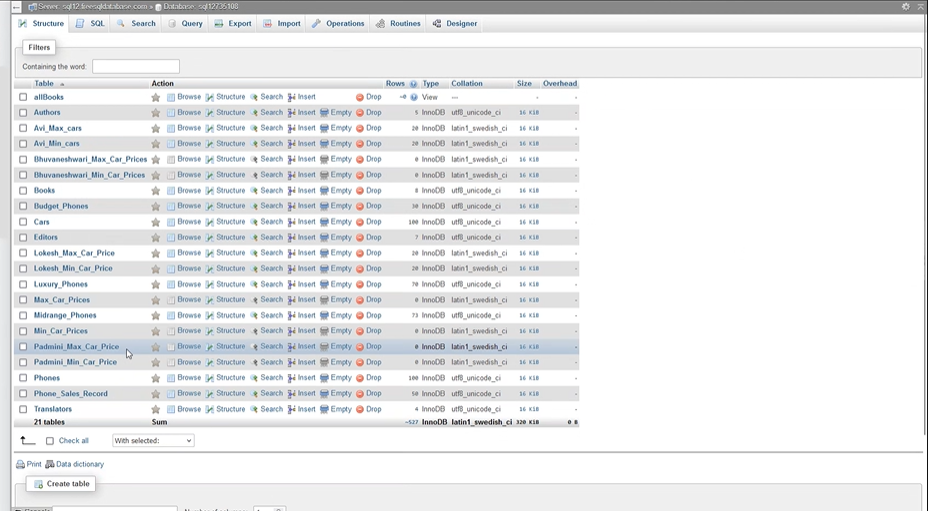 Server: sql12.freesqldatabase.com » Database: sql12735108
Structure SQL Search Query Export Import Operations Routines Designer
Filters
Containing the word:
Table Action Rows Type Collation Size Overhead
allBooks Browse Structure Search Insert Drop ~0 View --- - -
Authors Browse Structure Search Insert Empty Drop 5 InnoDB utf8_unicode_ci 16 KiB -
Avi_Max_cars Browse Structure Search Insert Empty Drop 20 InnoDB latin1_swedish_ci 16 KiB -
Avi_Min_cars Browse Structure Search Insert Empty Drop 20 InnoDB latin1_swedish_ci 16 KiB -
Bhuvaneshwari_Max_Car_Prices Browse Structure Search Insert Empty Drop 0 InnoDB latin1_swedish_ci 16 KiB -
Bhuvaneshwari_Min_Car_Prices Browse Structure Search Insert Empty Drop 0 InnoDB latin1_swedish_ci 16 KiB -
Books Browse Structure Search Insert Empty Drop 8 InnoDB utf8_unicode_ci 16 KiB -
Budget_Phones Browse Structure Search Insert Empty Drop 30 InnoDB utf8_unicode_ci 16 KiB -
Cars Browse Structure Search Insert Empty Drop 100 InnoDB utf8_unicode_ci 16 KiB -
Editors Browse Structure Search Insert Empty Drop 7 InnoDB utf8_unicode_ci 16 KiB -
Lokesh_Max_Car_Price Browse Structure Search Insert Empty Drop 20 InnoDB latin1_swedish_ci 16 KiB -
Lokesh_Min_Car_Price Browse Structure Search Insert Empty Drop 20 InnoDB latin1_swedish_ci 16 KiB -
Luxury_Phones Browse Structure Search Insert Empty Drop 70 InnoDB utf8_unicode_ci 16 KiB -
Max_Car_Prices Browse Structure Search Insert Empty Drop 0 InnoDB latin1_swedish_ci 16 KiB -
Midrange_Phones Browse Structure Search Insert Empty Drop 73 InnoDB utf8_unicode_ci 16 KiB -
Min_Car_Prices Browse Structure Search Insert Empty Drop 0 InnoDB latin1_swedish_ci 16 KiB -
Padmini_Max_Car_Price Browse Structure Search Insert Empty Drop 0 InnoDB latin1_swedish_ci 16 KiB -
Padmini_Min_Car_Price Browse Structure Search Insert Empty Drop 0 InnoDB latin1_swedish_ci 16 KiB -
Phones Browse Structure Search Insert Empty Drop 100 InnoDB utf8_unicode_ci 16 KiB -
Phone_Sales_Record Browse Structure Search Insert Empty Drop 50 InnoDB utf8_unicode_ci 16 KiB -
Translators Browse Structure Search Insert Empty Drop 4 InnoDB utf8_unicode_ci 16 KiB -
21 tables Sum ~527 InnoDB latin1_swedish_ci 320 KiB 0 B
Check all With selected:
Print Data dictionary
Create table
Number of columns: